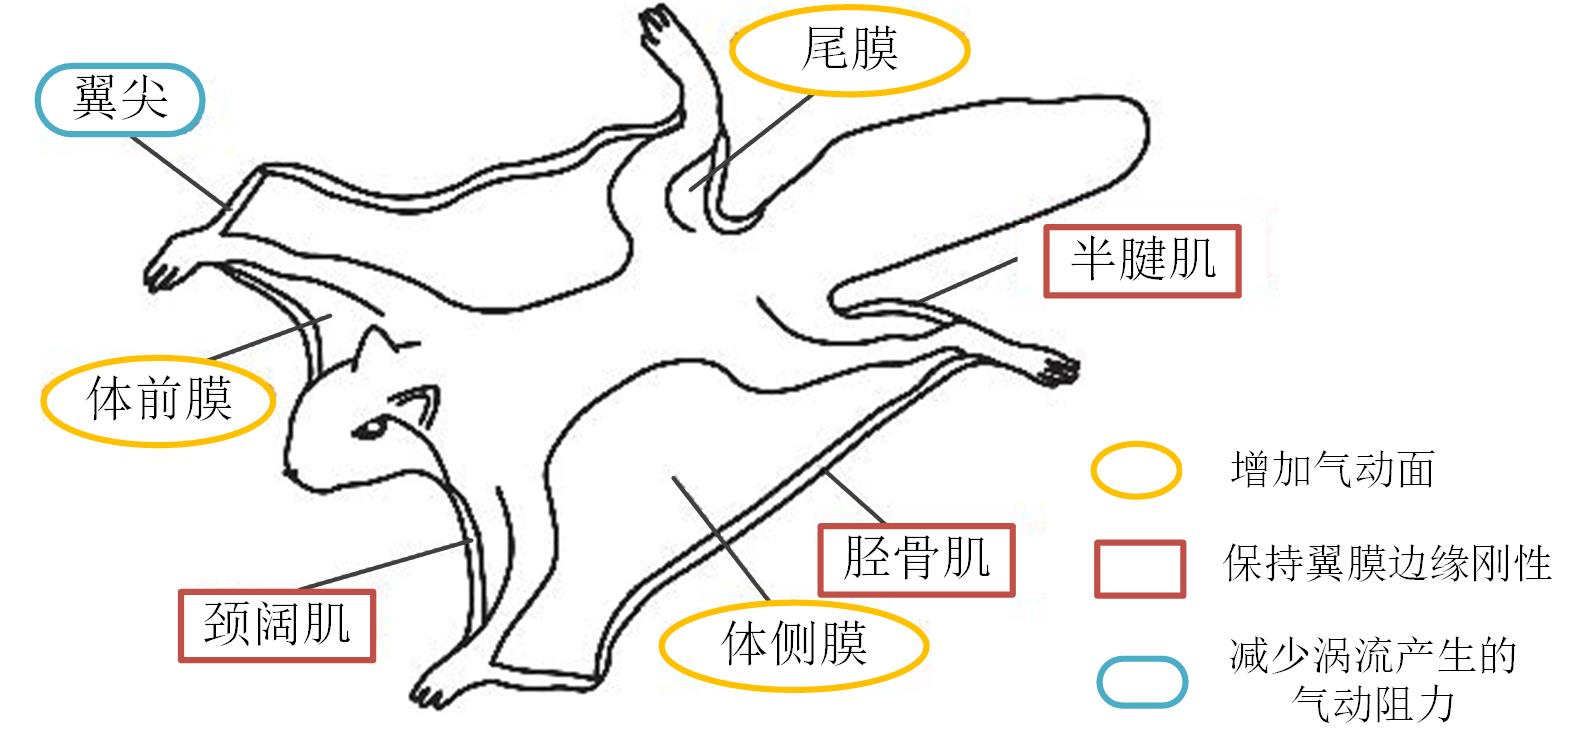 尾膜
翼尖
半腱肌
体前膜
增加气动面
胫骨肌
保持翼膜边缘刚性
颈阔肌
体侧膜
减少涡流产生的
气动阻力